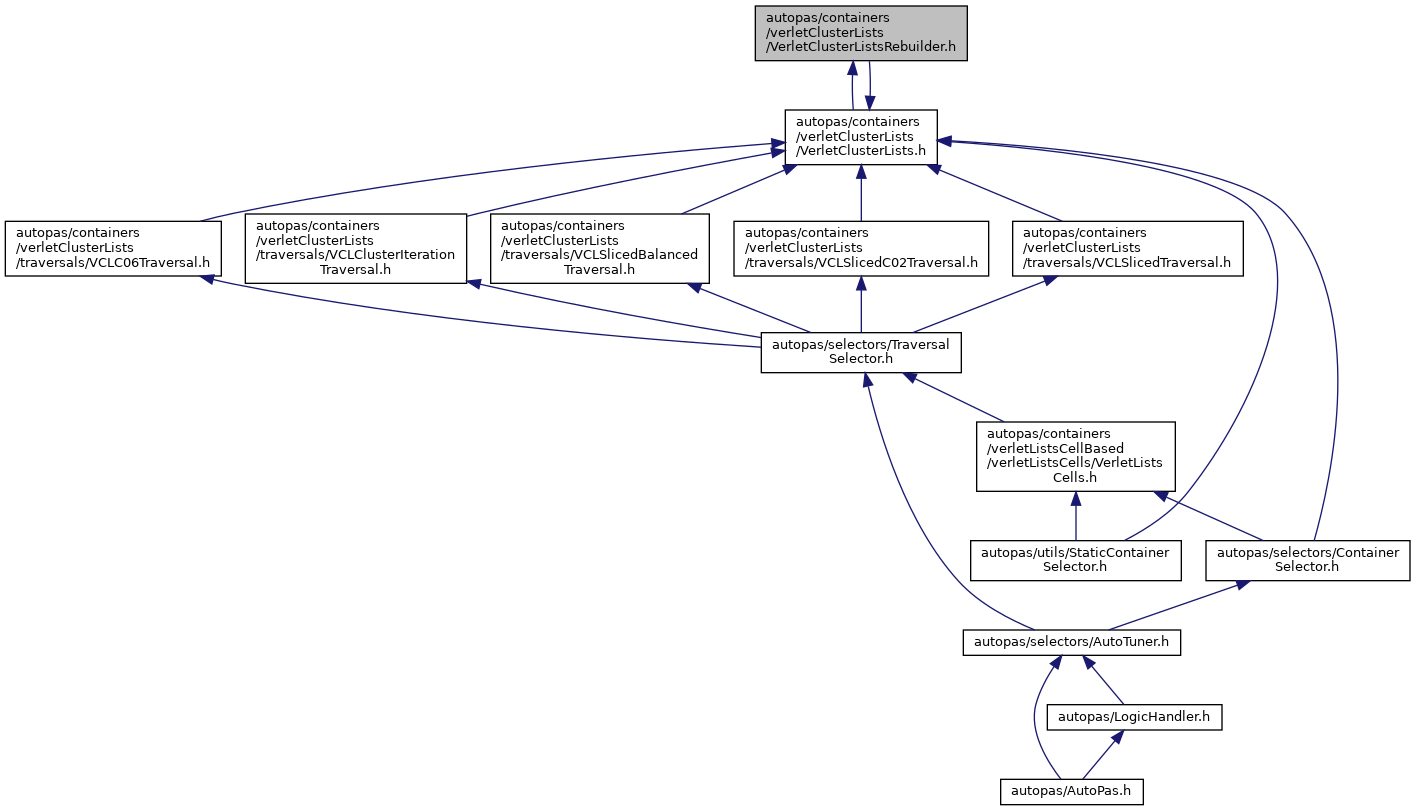 autopas/containers
/verletClusterLists
/VerletClusterListsRebuilder.h
autopas/containers
/verletClusterLists
/VerletClusterLists.h
autopas/containers
/verletClusterLists
/traversals/VCLC06Traversal.h
autopas/containers
/verletClusterLists
/traversals/VCLClusterIteration
Traversal.h
autopas/containers
/verletClusterLists
/traversals/VCLSlicedBalanced
Traversal.h
autopas/containers
/verletClusterLists
/traversals/VCLSlicedC02Traversal.h
autopas/containers
/verletClusterLists
/traversals/VCLSlicedTraversal.h
autopas/selectors/Traversal
Selector.h
autopas/containers
/verletListsCellBased
/verletListsCells/VerletLists
Cells.h
autopas/utils/StaticContainer
Selector.h
autopas/selectors/Container
Selector.h
autopas/selectors/AutoTuner.h
autopas/LogicHandler.h
autopas/AutoPas.h